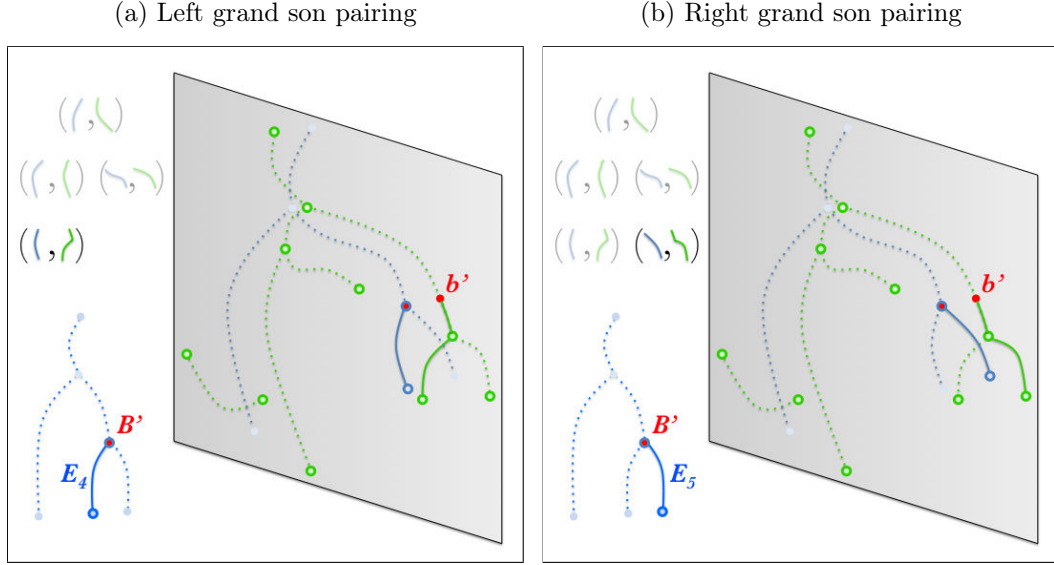 (a) Left grand son pairing
(b) Right grand son pairing
( , )
( , ) ( , )
( , )
b'
B'
E4
( , )
( , ) ( , )
( , ) ( , )
b'
B'
E5